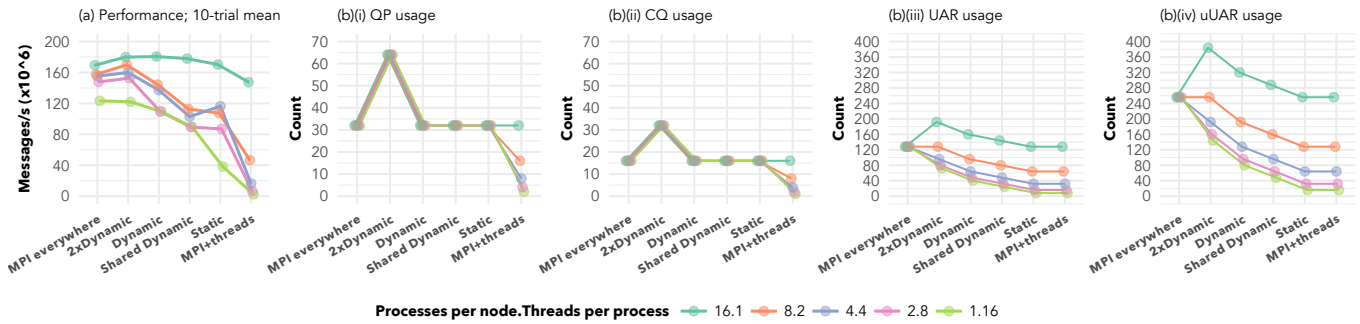 (a) Performance; 10-trial mean
Messages/s (x10^6)
200
160
120
80
40
0
MPI everywhere
2xDynamic
Dynamic
Shared Dynamic
Static
MPI+threads
(b)(i) QP usage
Count
70
60
50
40
30
20
10
0
MPI everywhere
2xDynamic
Dynamic
Shared Dynamic
Static
MPI+threads
(b)(ii) CQ usage
Count
70
60
50
40
30
20
10
0
MPI everywhere
2xDynamic
Dynamic
Shared Dynamic
Static
MPI+threads
(b)(iii) UAR usage
Count
400
360
320
280
240
200
160
120
80
40
0
MPI everywhere
2xDynamic
Dynamic
Shared Dynamic
Static
MPI+threads
(b)(iv) uUAR usage
Count
400
360
320
280
240
200
160
120
80
40
0
MPI everywhere
2xDynamic
Dynamic
Shared Dynamic
Static
MPI+threads
Processes per node.Threads per process 16.1 8.2 4.4 2.8 1.16